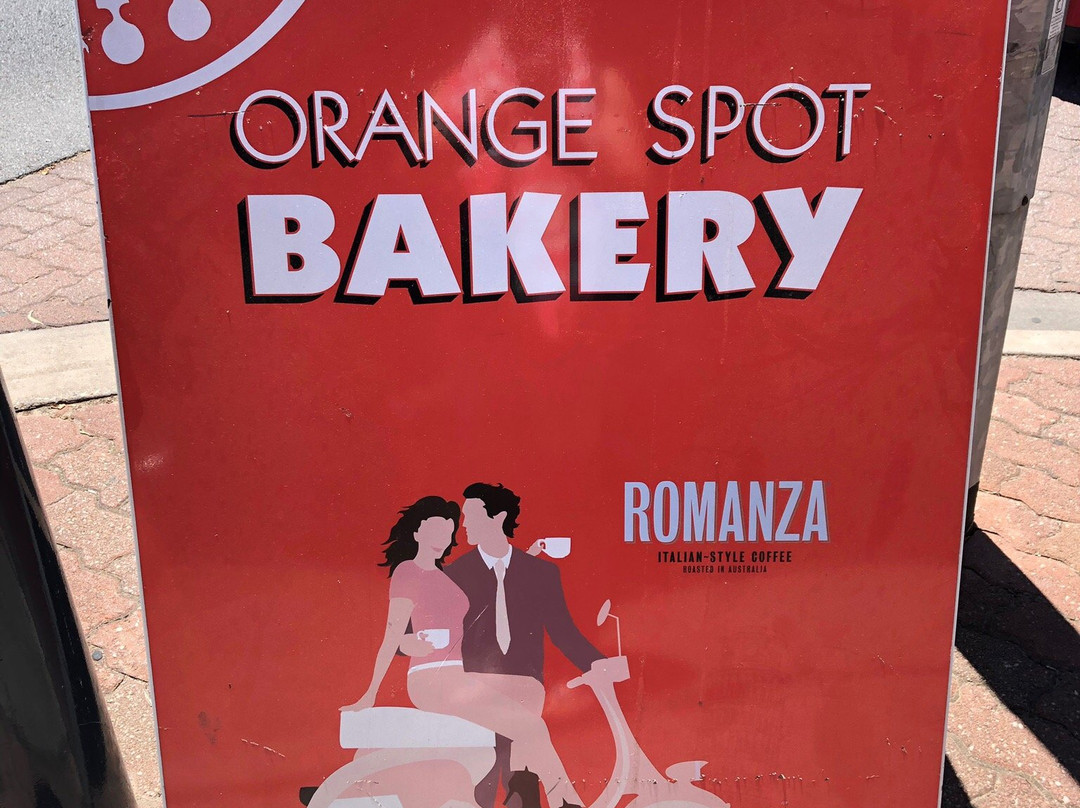 ORANGE SPOT
BAKERY
ROMANZA
ITALIAN-STYLE COFFEE
ROASTED IN AUSTRALIA